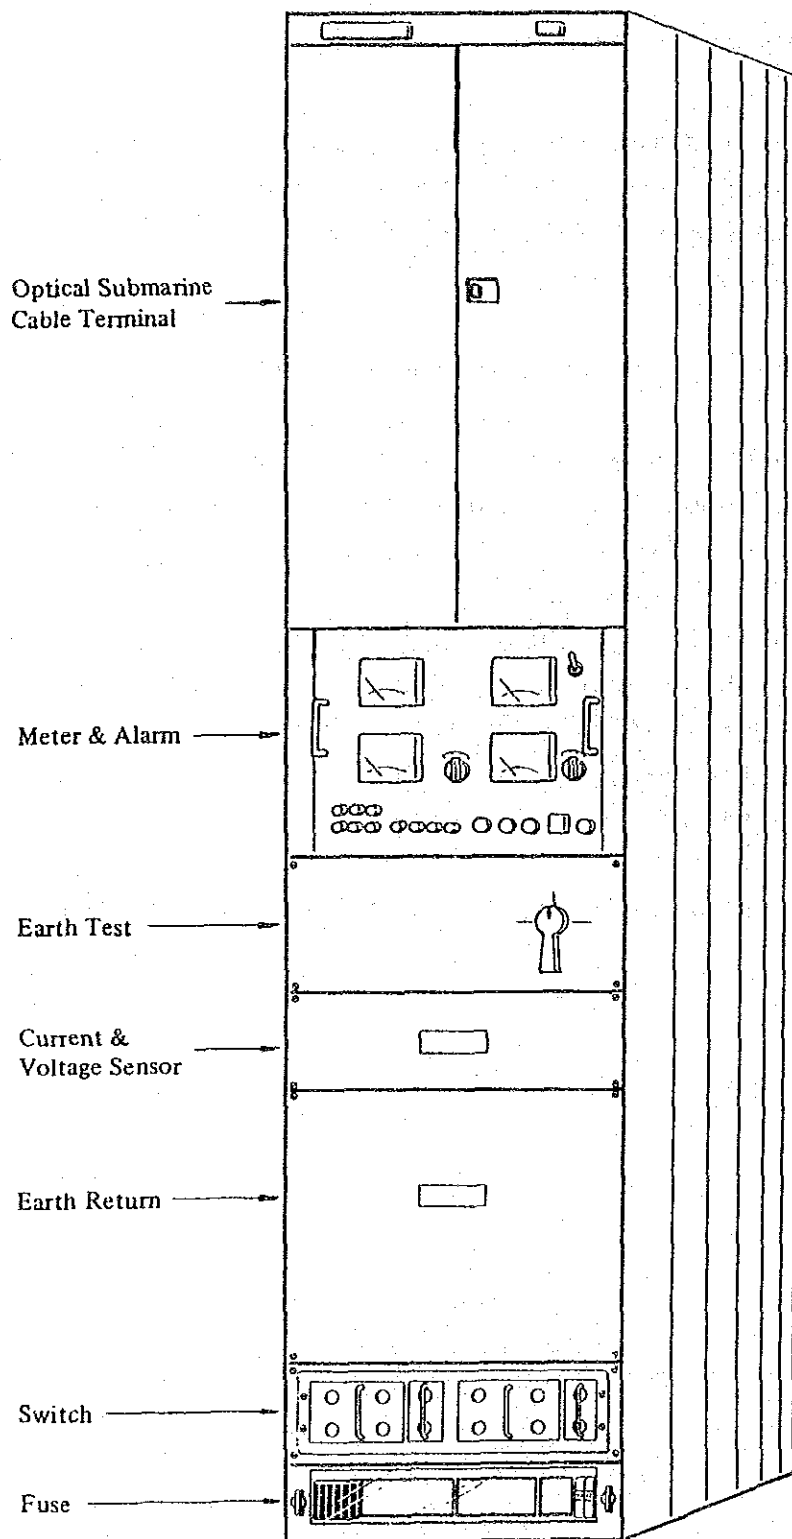 Optical Submarine
Cable Terminal
Meter & Alarm
Earth Test
Current &
Voltage Sensor
Earth Return
Switch
Fuse